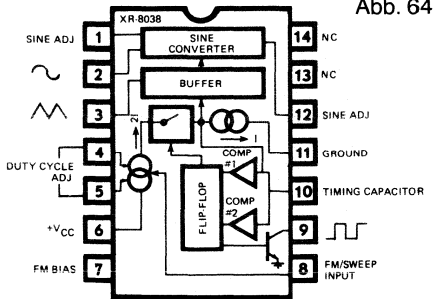 Abb. 64
XR-8038
SINE ADJ
1
SINE
CONVERTER
14
NC
2
BUFFER
13
NC
3
12
SINE ADJ
2I
I
4
DUTY CYCLE
ADJ
5
COMP
#1
11
GROUND
FLIP-FLOP
10
TIMING CAPACITOR
COMP
#2
+VCC
6
9
FM BIAS
7
8
FM/SWEEP
INPUT